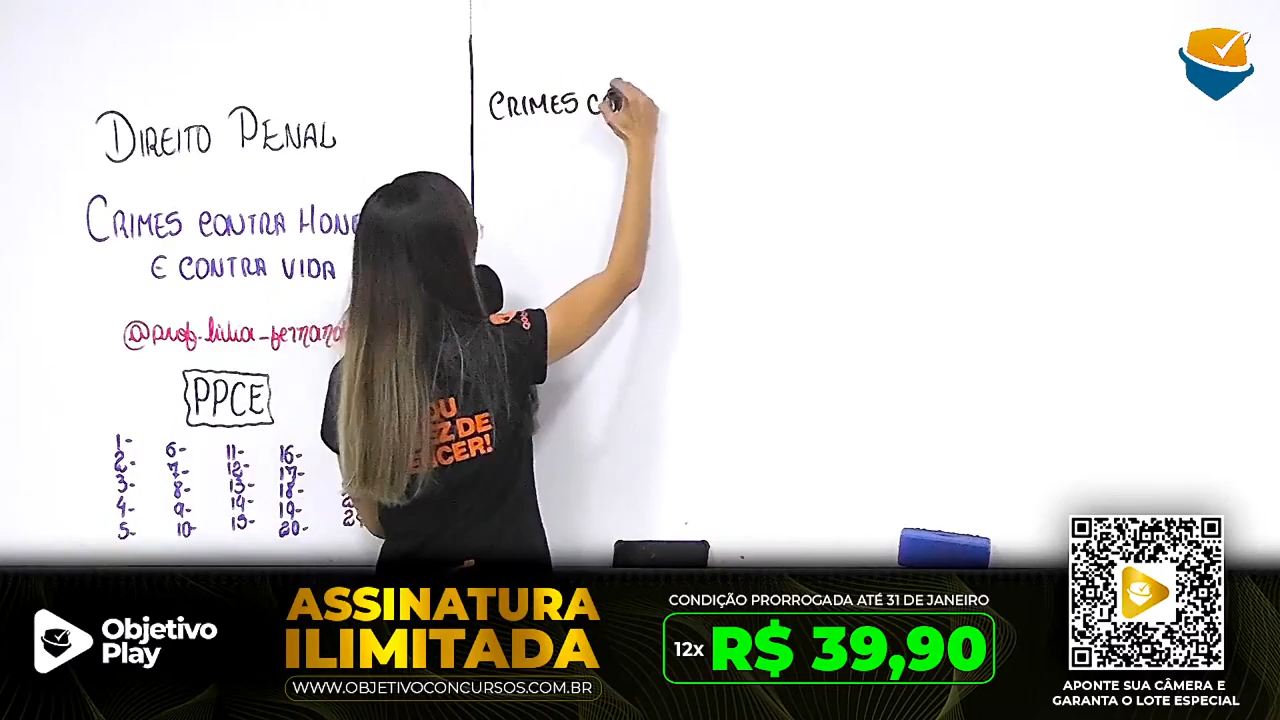 DIREITO PENAL
CRIMES CONTRA
E CONTRA VIDA
PPCE
1- 6- 11- 16-
2- 7- 12- 17-
3- 8- 13- 18-
4- 9- 14- 19-
5- 10- 15- 20-
CRIMES
CER!
Objetivo
Play
ASSINATURA
ILIMITADA
WWW.OBJETIVOCONCURSOS.COM.BR
CONDIÇÃO PRORROGADA ATÉ 31 DE JANEIRO
12x R$ 39,90
APONTE SUA CÂMERA E
GARANTA O LOTE ESPECIAL